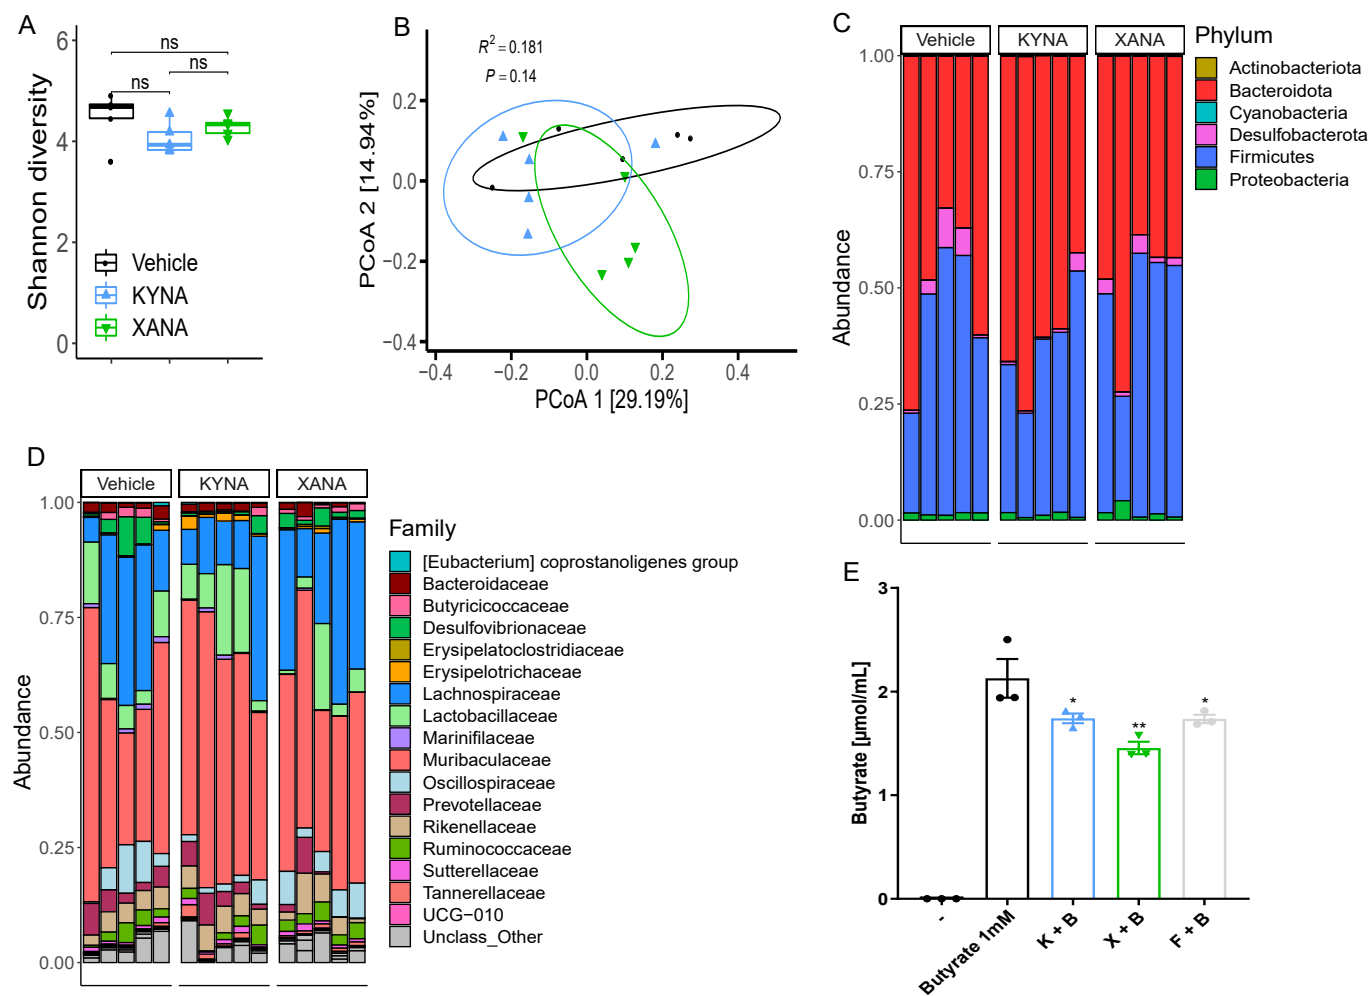 A
6
4
2
0
Shannon diversity
ns
ns
ns
Vehicle
KYNA
XANA
B
R² = 0.181
P = 0.14
PCoA 2 [14.94%]
0.2
0.0
−0.2
−0.4
−0.4
−0.2
0.0
0.2
0.4
PCoA 1 [29.19%]
C
Vehicle
KYNA
XANA
1.00
0.75
0.50
0.25
0.00
Abundance
Phylum
Actinobacteriota
Bacteroidota
Cyanobacteria
Desulfobacterota
Firmicutes
Proteobacteria
D
Vehicle
KYNA
XANA
1.00
0.75
0.50
0.25
0.00
Abundance
Family
[Eubacterium] coprostanoligenes group
Bacteroidaceae
Butyricicoccaceae
Desulfovibrionaceae
Erysipelatoclostridiaceae
Erysipelotrichaceae
Lachnospiraceae
Lactobacillaceae
Marinifilaceae
Muribaculaceae
Oscillospiraceae
Prevotellaceae
Rikenellaceae
Ruminococcaceae
Sutterellaceae
Tannerellaceae
UCG−010
Unclass_Other
E
3
2
1
0
Butyrate [µmol/mL]
*
**
*
-
Butyrate 1mM
K + B
X + B
F + B